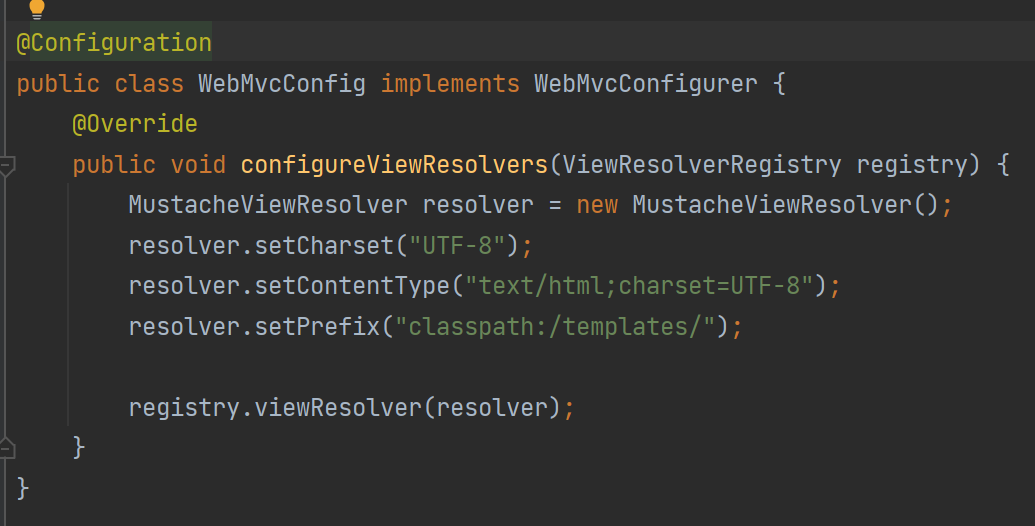 @Configuration
public class WebMvcConfig implements WebMvcConfigurer {
    @Override
    public void configureViewResolvers(ViewResolverRegistry registry) {
        MustacheViewResolver resolver = new MustacheViewResolver();
        resolver.setCharset("UTF-8");
        resolver.setContentType("text/html;charset=UTF-8");
        resolver.setPrefix("classpath:/templates/");

        registry.viewResolver(resolver);
    }
}